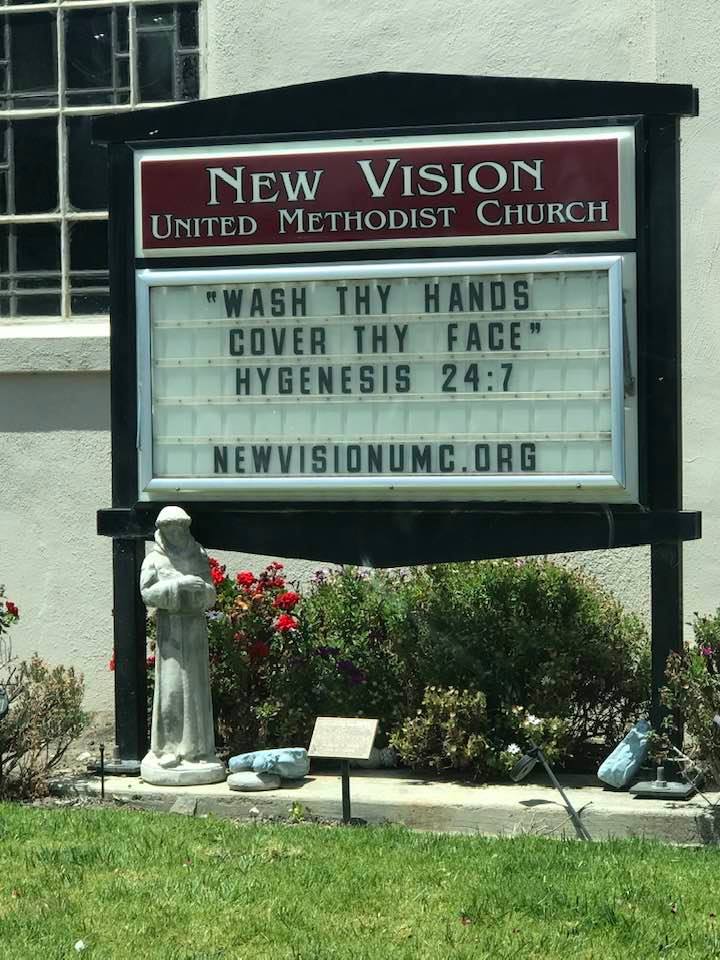 New Vision
United Methodist Church
"WASH THY HANDS
COVER THY FACE"
HYGENESIS 24:7
NEWVISIONUMC.ORG